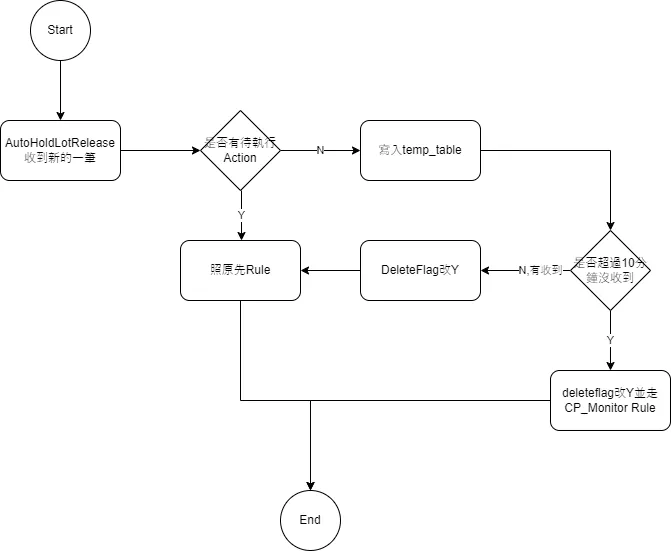 Start
AutoHoldLotRelease
收到新的一筆
是否有待執行
Action
N
寫入temp_table
Y
照原先Rule
DeleteFlag改Y
N,有收到
是否超過10分
鐘沒收到
Y
deleteflag改Y並走
CP_Monitor Rule
End